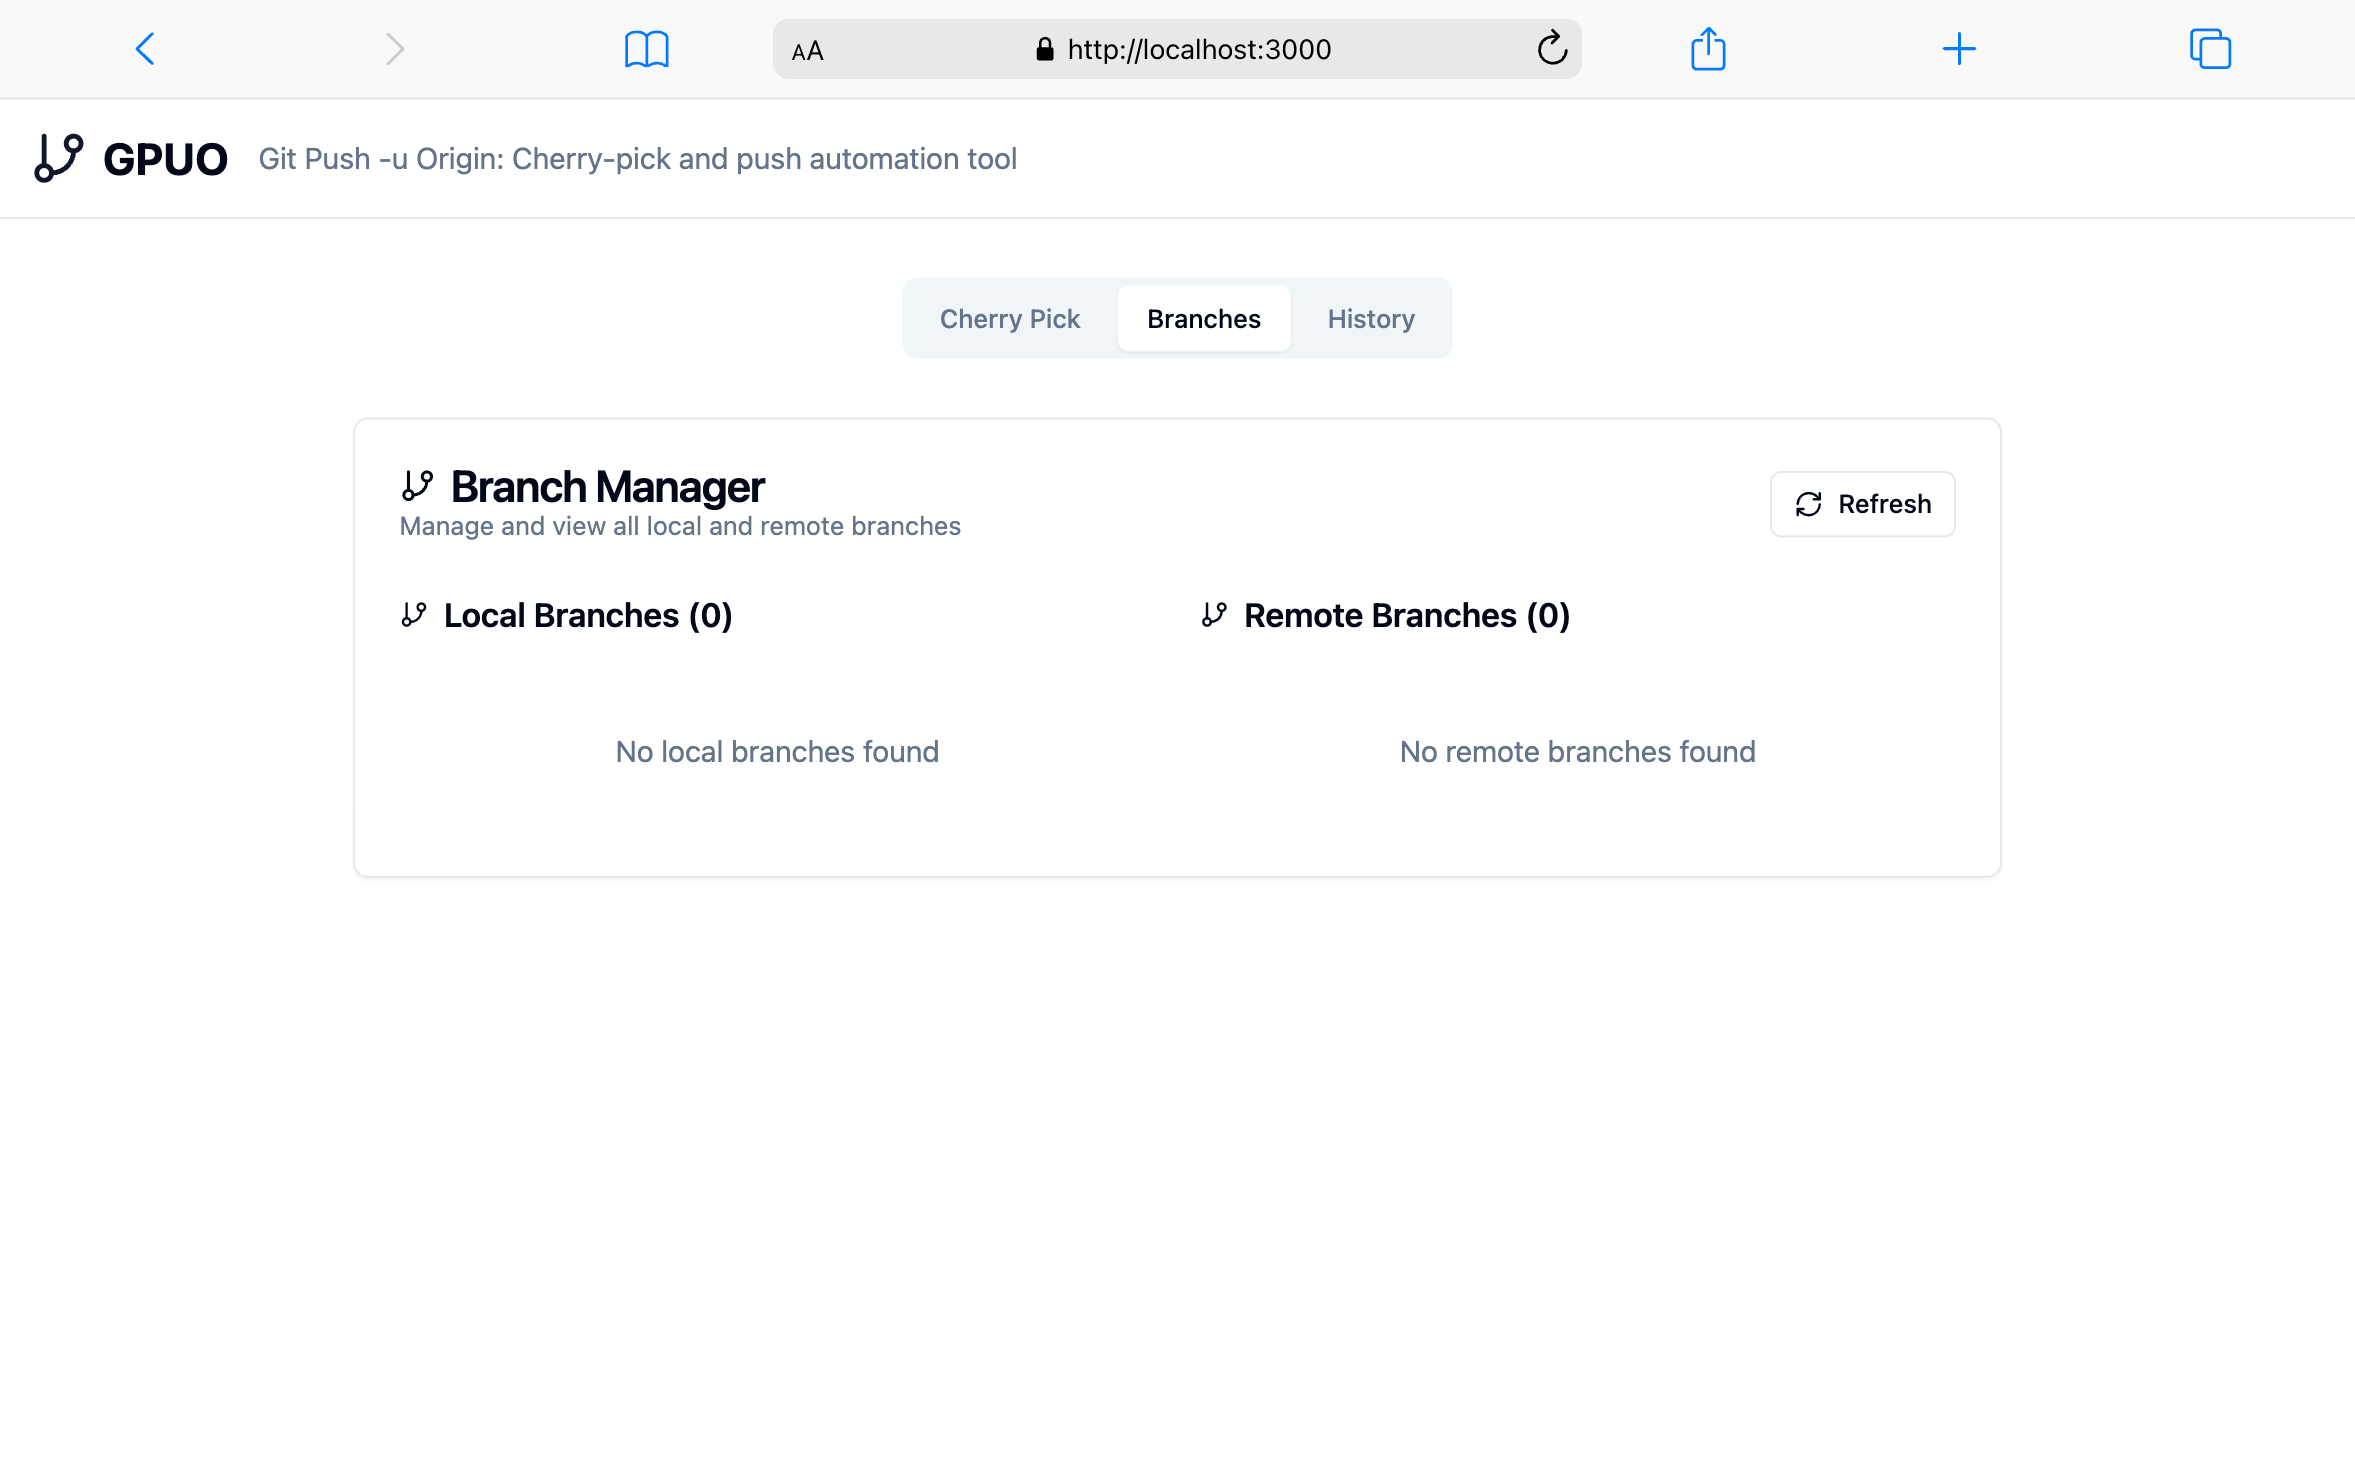 AA
http://localhost:3000
GPUO
Git Push -u Origin: Cherry-pick and push automation tool
Cherry Pick
Branches
History
Branch Manager
Manage and view all local and remote branches
Refresh
Local Branches (0)
Remote Branches (0)
No local branches found
No remote branches found